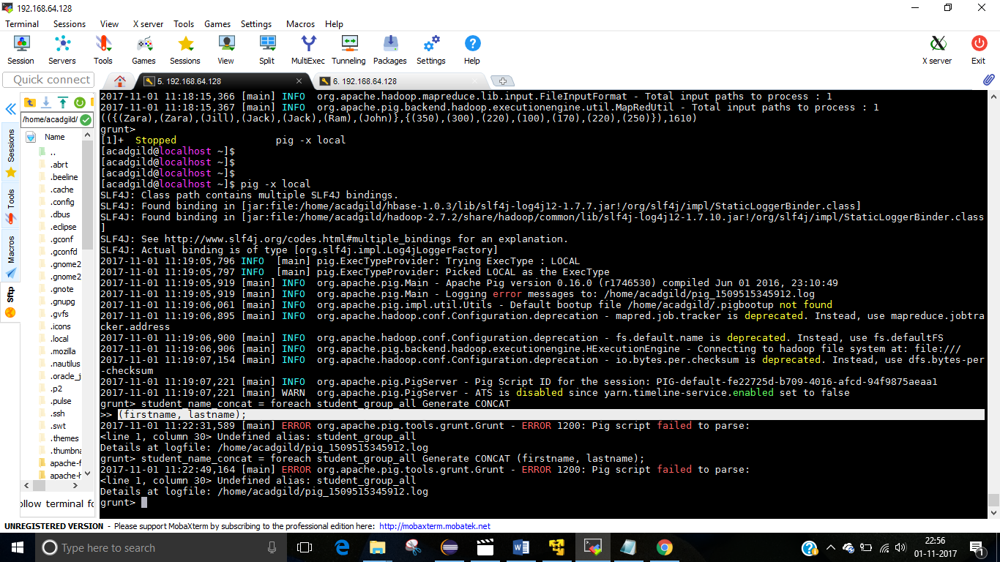 192.168.64.128
Terminal Sessions View X server Tools Games Settings Macros Help
Session Servers Tools Games Sessions View Split MultiExec Tunneling Packages Settings Help X server Exit
Quick connect
5. 192.168.64.128
6. 192.168.64.128
/home/acadgild/
Name
..
.abrt
.beeline
.cache
.config
.dbus
.eclipse
.gconf
.gconfd
.gnome2
.gnome2
.gnote
.gnupg
.gvfs
.icons
.local
.mozilla
.nautilus
.oracle_j
.p2
.pulse
.ssh
.swt
.themes
.thumbna
apache-f
apache-h
ollow terminal fo
Sessions
Tools
Macros
Sftp
2017-11-01 11:18:15,366 [main] INFO  org.apache.hadoop.mapreduce.lib.input.FileInputFormat - Total input paths to process : 1
2017-11-01 11:18:15,367 [main] INFO  org.apache.pig.backend.hadoop.executionengine.util.MapRedUtil - Total input paths to process : 1
(({(Zara),(Zara),(Jill),(Jack),(Jack),(Ram),(John)},{(350),(300),(220),(100),(170),(220),(250)}),1610)
grunt>
[1]+  Stopped                 pig -x local
[acadgild@localhost ~]$
[acadgild@localhost ~]$
[acadgild@localhost ~]$
[acadgild@localhost ~]$ pig -x local
SLF4J: Class path contains multiple SLF4J bindings.
SLF4J: Found binding in [jar:file:/home/acadgild/hbase-1.0.3/lib/slf4j-log4j12-1.7.7.jar!/org/slf4j/impl/StaticLoggerBinder.class]
SLF4J: Found binding in [jar:file:/home/acadgild/hadoop-2.7.2/share/hadoop/common/lib/slf4j-log4j12-1.7.10.jar!/org/slf4j/impl/StaticLoggerBinder.class
]
SLF4J: See http://www.slf4j.org/codes.html#multiple_bindings for an explanation.
SLF4J: Actual binding is of type [org.slf4j.impl.Log4jLoggerFactory]
2017-11-01 11:19:05,796 INFO  [main] pig.ExecTypeProvider: Trying ExecType : LOCAL
2017-11-01 11:19:05,797 INFO  [main] pig.ExecTypeProvider: Picked LOCAL as the ExecType
2017-11-01 11:19:05,919 [main] INFO  org.apache.pig.Main - Apache Pig version 0.16.0 (r1746530) compiled Jun 01 2016, 23:10:49
2017-11-01 11:19:05,919 [main] INFO  org.apache.pig.Main - Logging error messages to: /home/acadgild/pig_1509515345912.log
2017-11-01 11:19:06,061 [main] INFO  org.apache.pig.impl.util.Utils - Default bootup file /home/acadgild/.pigbootup not found
2017-11-01 11:19:06,895 [main] INFO  org.apache.hadoop.conf.Configuration.deprecation - mapred.job.tracker is deprecated. Instead, use mapreduce.jobtra
cker.address
2017-11-01 11:19:06,900 [main] INFO  org.apache.hadoop.conf.Configuration.deprecation - fs.default.name is deprecated. Instead, use fs.defaultFS
2017-11-01 11:19:06,906 [main] INFO  org.apache.pig.backend.hadoop.executionengine.HExecutionEngine - Connecting to hadoop file system at: file:///
2017-11-01 11:19:07,154 [main] INFO  org.apache.hadoop.conf.Configuration.deprecation - io.bytes.per.checksum is deprecated. Instead, use dfs.bytes-per
-checksum
2017-11-01 11:19:07,221 [main] INFO  org.apache.pig.PigServer - Pig Script ID for the session: PIG-default-fe22725d-b709-4016-afcd-94f9875aeaa1
2017-11-01 11:19:07,221 [main] WARN  org.apache.pig.PigServer - ATS is disabled since yarn.timeline-service.enabled set to false
grunt> student_name_concat = foreach student_group_all Generate CONCAT
>> (firstname, lastname);
2017-11-01 11:22:31,589 [main] ERROR org.apache.pig.tools.grunt.Grunt - ERROR 1200: Pig script failed to parse:
<line 1, column 30> Undefined alias: student_group_all
Details at logfile: /home/acadgild/pig_1509515345912.log
grunt> student_name_concat = foreach student_group_all Generate CONCAT (firstname, lastname);
2017-11-01 11:22:49,164 [main] ERROR org.apache.pig.tools.grunt.Grunt - ERROR 1200: Pig script failed to parse:
<line 1, column 30> Undefined alias: student_group_all
Details at logfile: /home/acadgild/pig_1509515345912.log
grunt>
UNREGISTERED VERSION - Please support MobaXterm by subscribing to the professional edition here: http://mobaxterm.mobatek.net
Type here to search
22:56
01-11-2017
1